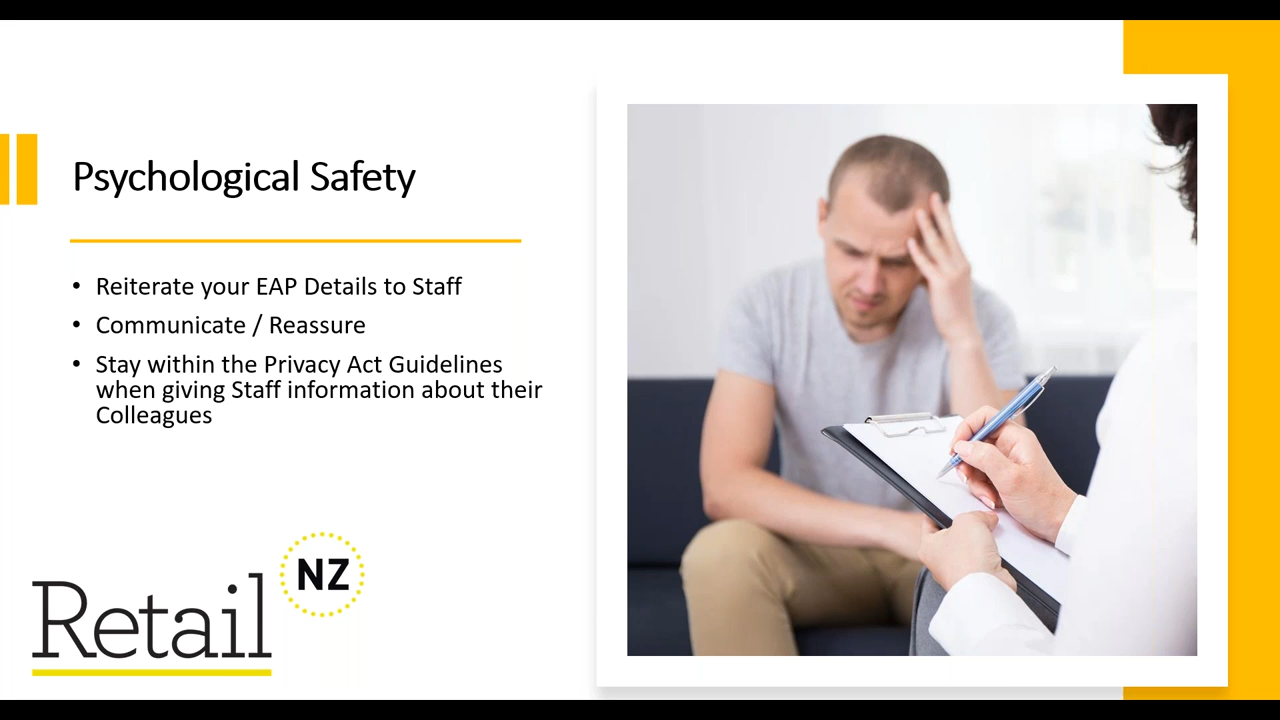 Psychological Safety
• Reiterate your EAP Details to Staff
• Communicate / Reassure
• Stay within the Privacy Act Guidelines
when giving Staff information about their
Colleagues
Retail
NZ